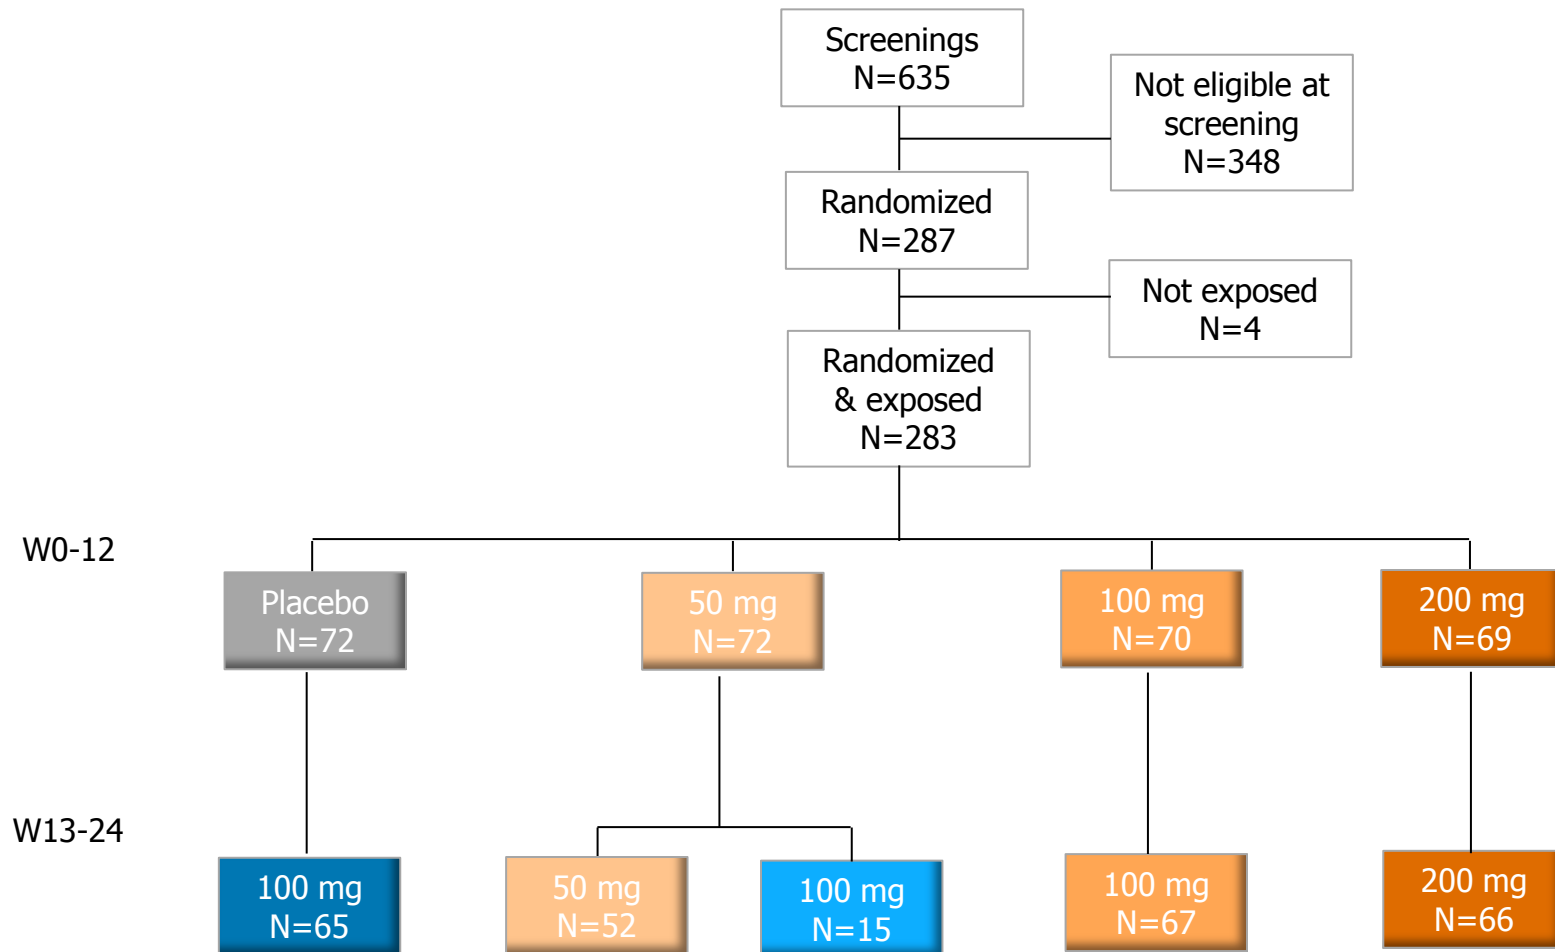 Screenings
N=635
Not eligible at
screening
N=348
Randomized
N=287
Not exposed
N=4
Randomized
& exposed
N=283
W0-12
Placebo
N=72
50 mg
N=72
100 mg
N=70
200 mg
N=69
W13-24
100 mg
N=65
50 mg
N=52
100 mg
N=15
100 mg
N=67
200 mg
N=66